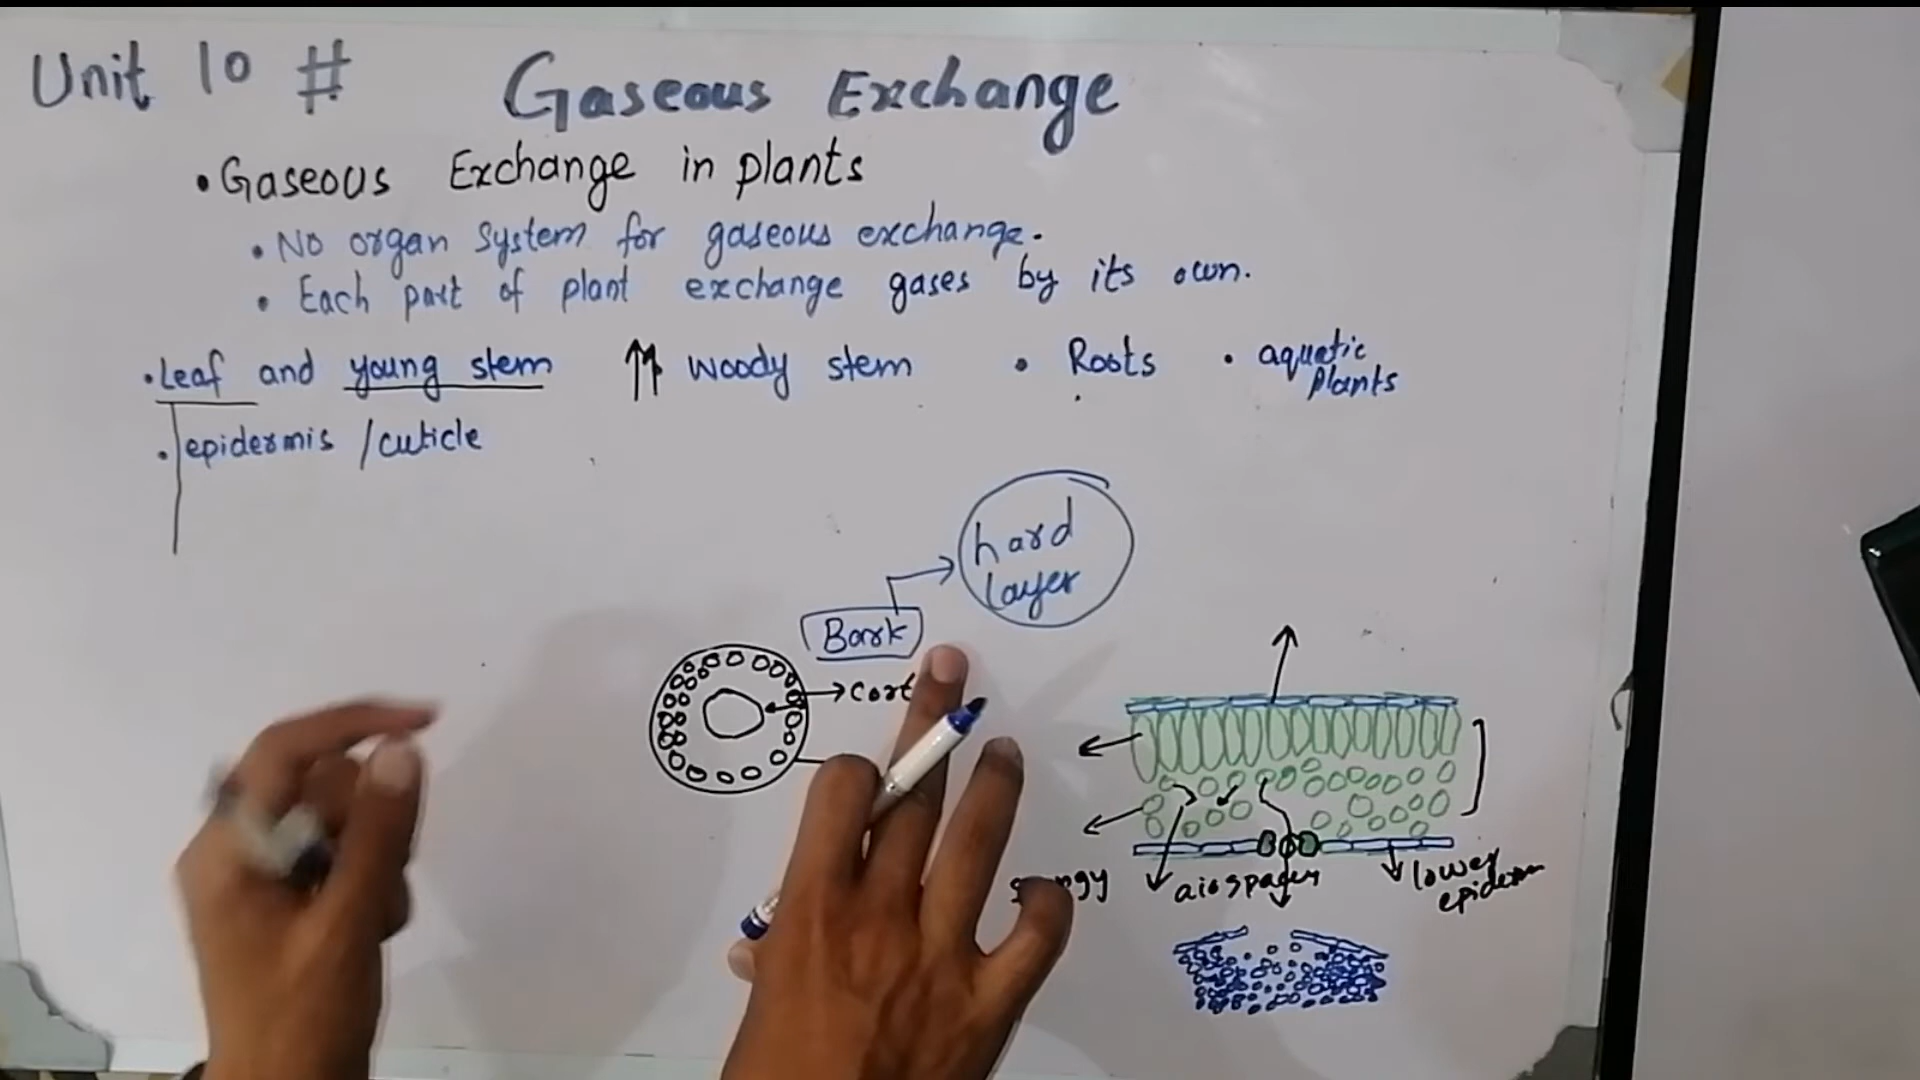 Unit 10 # Gaseous Exchange
• Gaseous Exchange in plants
• No organ system for gaseous exchange.
• Each part of plant exchange gases by its own.
• Leaf and young stem
Woody stem
• Roots
• aquatic
plants
• epidermis / cuticle
hard
layer
Bark
lower